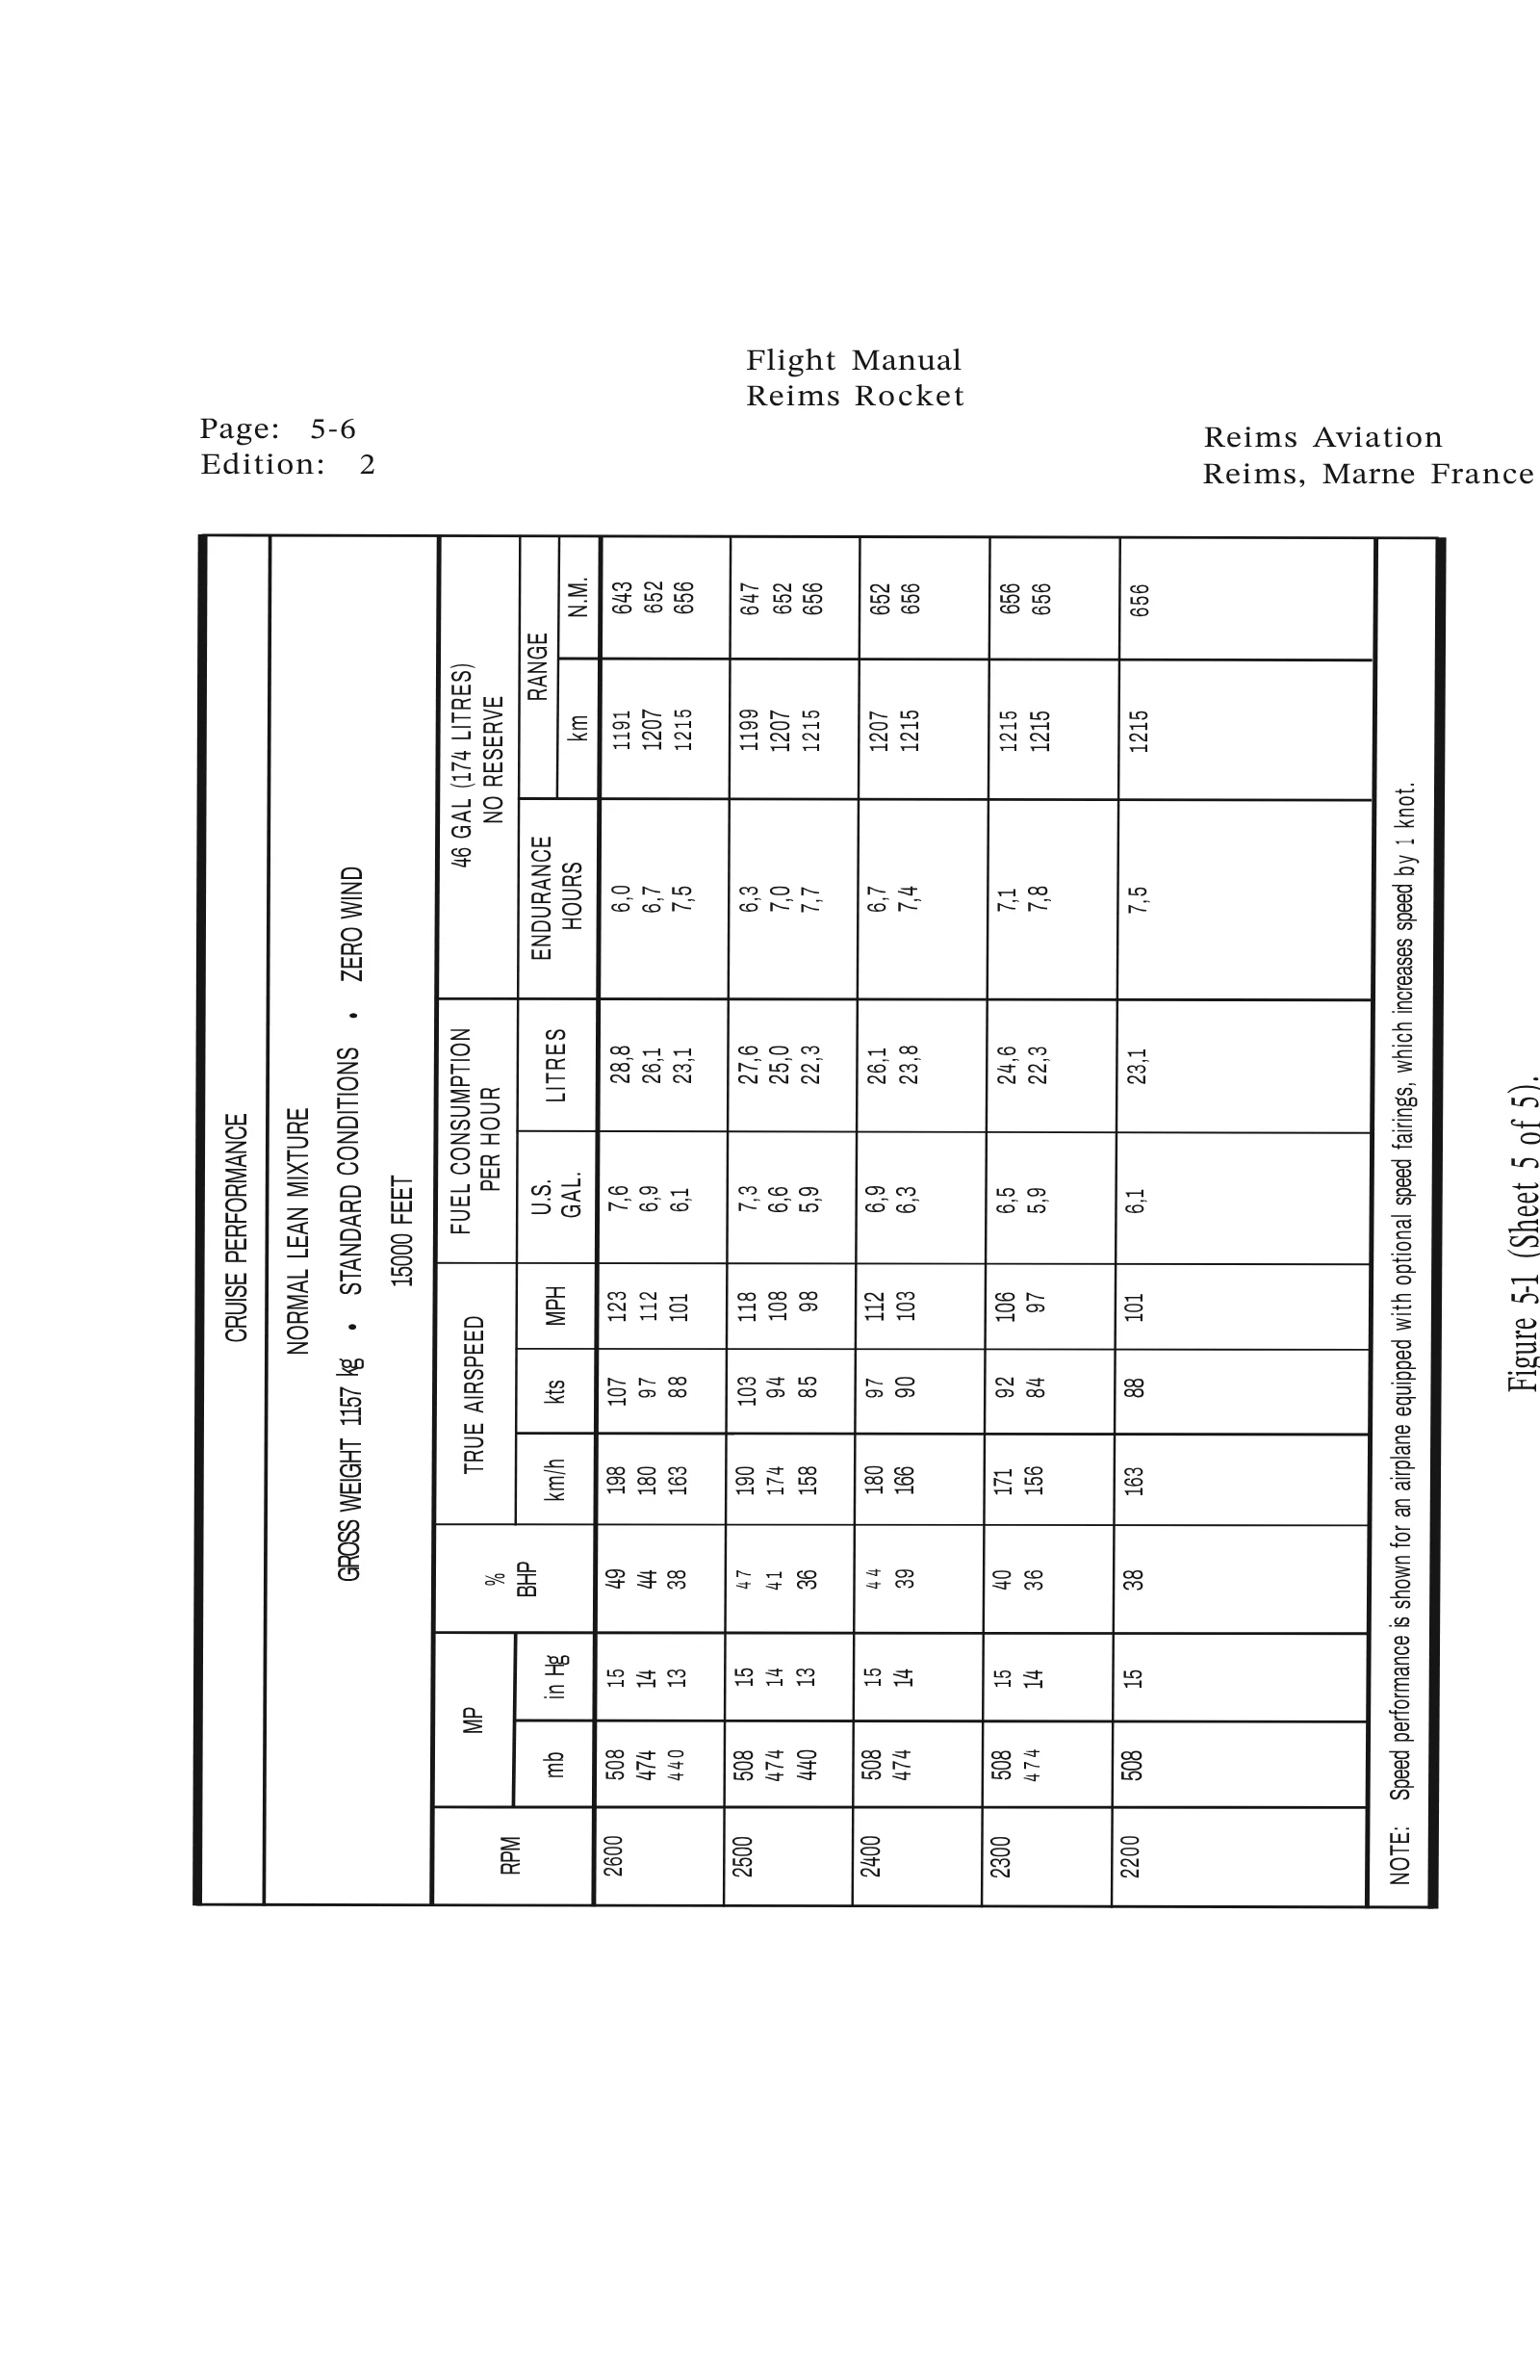 Flight Manual
Reims Rocket
Page: 5-6
Edition: 2
Reims Aviation
Reims, Marne France
CRUISE PERFORMANCE
NORMAL LEAN MIXTURE
GROSS WEIGHT 1157 kg • STANDARD CONDITIONS • ZERO WIND
15000 FEET
RPM MP % BHP TRUE AIRSPEED FUEL CONSUMPTION PER HOUR 46 GAL (174 LITRES) NO RESERVE
mb in Hg km/h kts MPH U.S. GAL. LITRES ENDURANCE HOURS RANGE
km N.M.
2600 508 15 49 198 107 123 7,6 28,8 6,0 1191 643
474 14 44 180 97 112 6,9 26,1 6,7 1207 652
440 13 38 163 88 101 6,1 23,1 7,5 1215 656
2500 508 15 47 190 103 118 7,3 27,6 6,3 1199 647
474 14 41 174 94 108 6,6 25,0 7,0 1207 652
440 13 36 158 85 98 5,9 22,3 7,7 1215 656
2400 508 15 44 180 97 112 6,9 26,1 6,7 1207 652
474 14 39 166 90 103 6,3 23,8 7,4 1215 656
2300 508 15 40 171 92 106 6,5 24,6 7,1 1215 656
474 14 36 156 84 97 5,9 22,3 7,8 1215 656
2200 508 15 38 163 88 101 6,1 23,1 7,5 1215 656
NOTE: Speed performance is shown for an airplane equipped with optional speed fairings, which increases speed by 1 knot.
Figure 5-1 (Sheet 5 of 5).